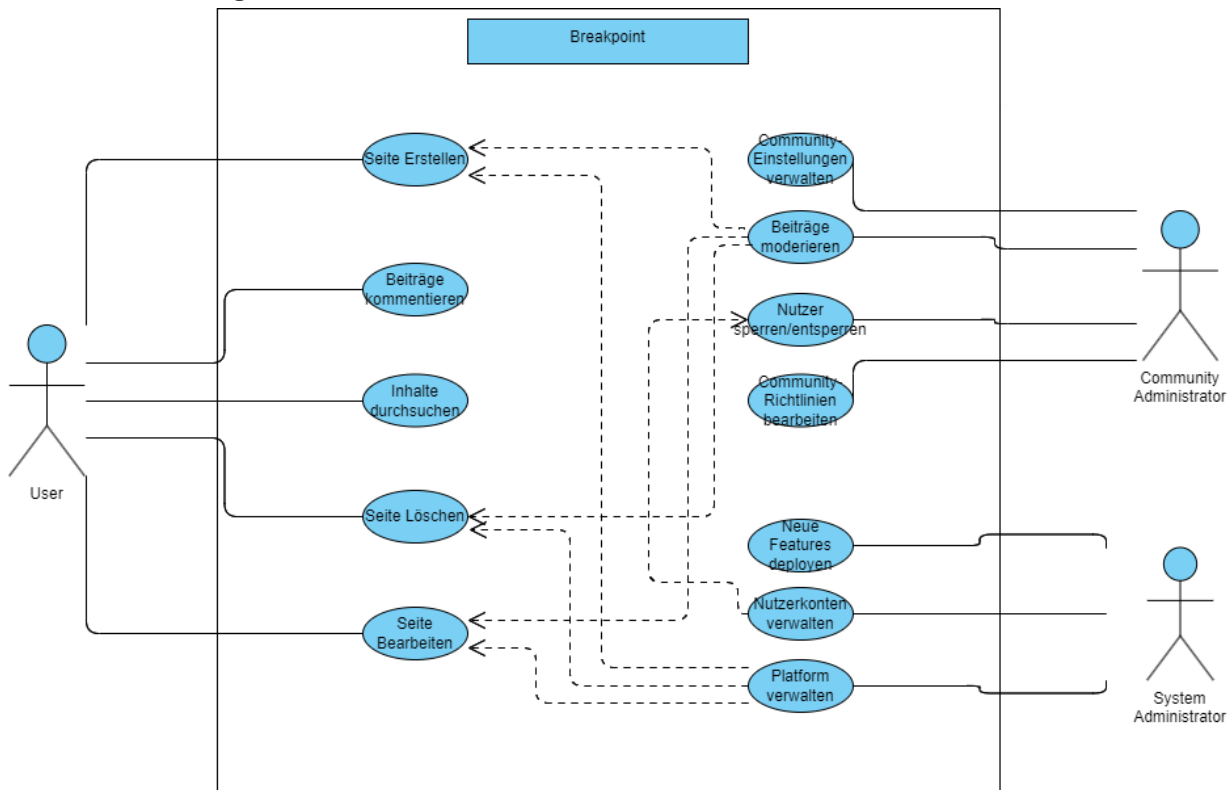 Breakpoint
Seite Erstellen
Beiträge
kommentieren
Inhalte
durchsuchen
Seite Löschen
Seite
Bearbeiten
Community-
Einstellungen
verwalten
Beiträge
moderieren
Nutzer
sperren/entsperren
Community-
Richtlinien
bearbeiten
Neue
Features
deployen
Nutzerkonten
verwalten
Platform
verwalten
User
Community
Administrator
System
Administrator